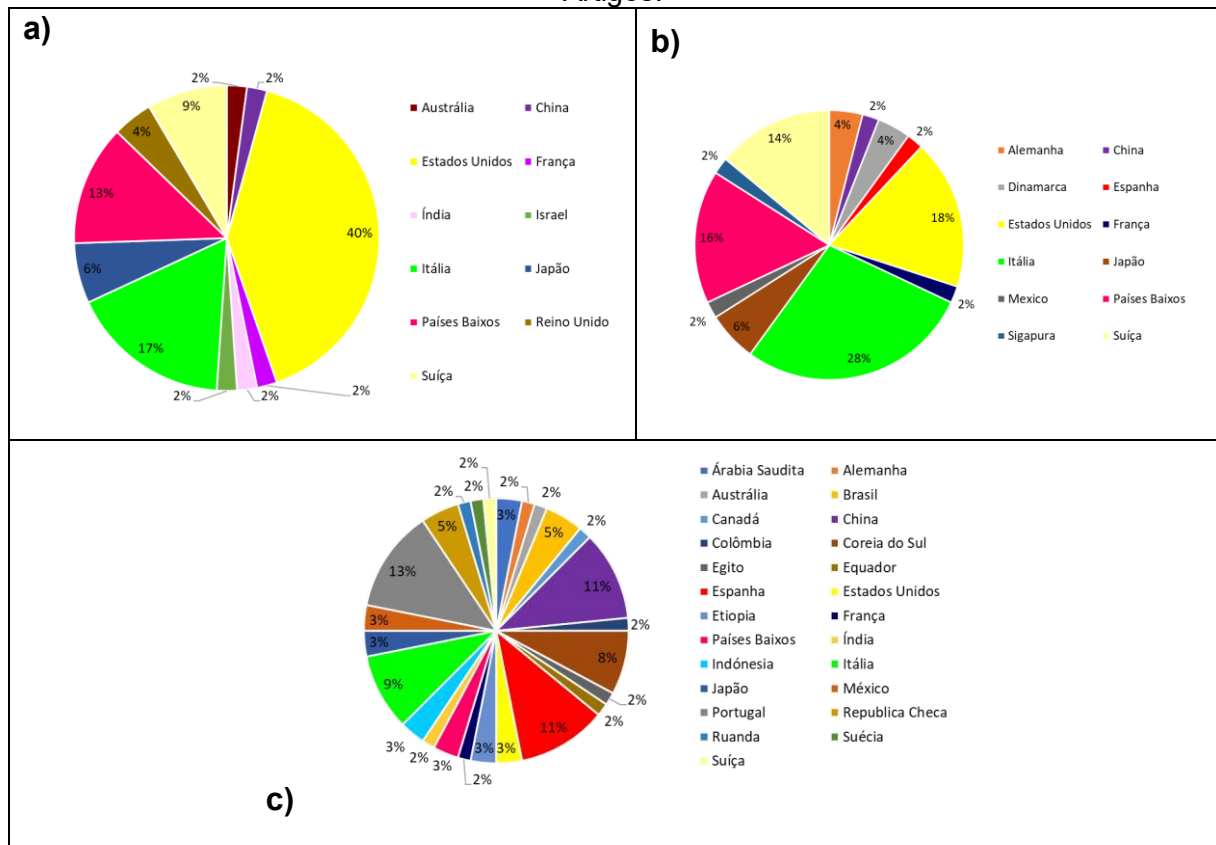 a)
2%
2%
9%
4%
13%
40%
6%
17%
2%
2%
2%
Austrália China
Estados Unidos França
Índia Israel
Itália Japão
Países Baixos Reino Unido
Suíça
b)
2%
14%
4%
4%
2%
2%
18%
16%
2%
2%
6%
28%
Alemanha China
Dinamarca Espanha
Estados Unidos França
Itália Japão
Mexico Países Baixos
Sigapura Suíça
2%
2%
2%
2%
2%
3%
5%
5%
2%
13%
11%
3%
2%
3%
8%
9%
2%
2%
3%
2%
3%
2%
3%
3%
11%
Árabia Saudita Alemanha
Austrália Brasil
Canadá China
Colômbia Coreia do Sul
Egito Equador
Espanha Estados Unidos
Etiopia França
Países Baixos Índia
Indónesia Itália
Japão México
Portugal Republica Checa
Ruanda Suécia
Suíça
c)